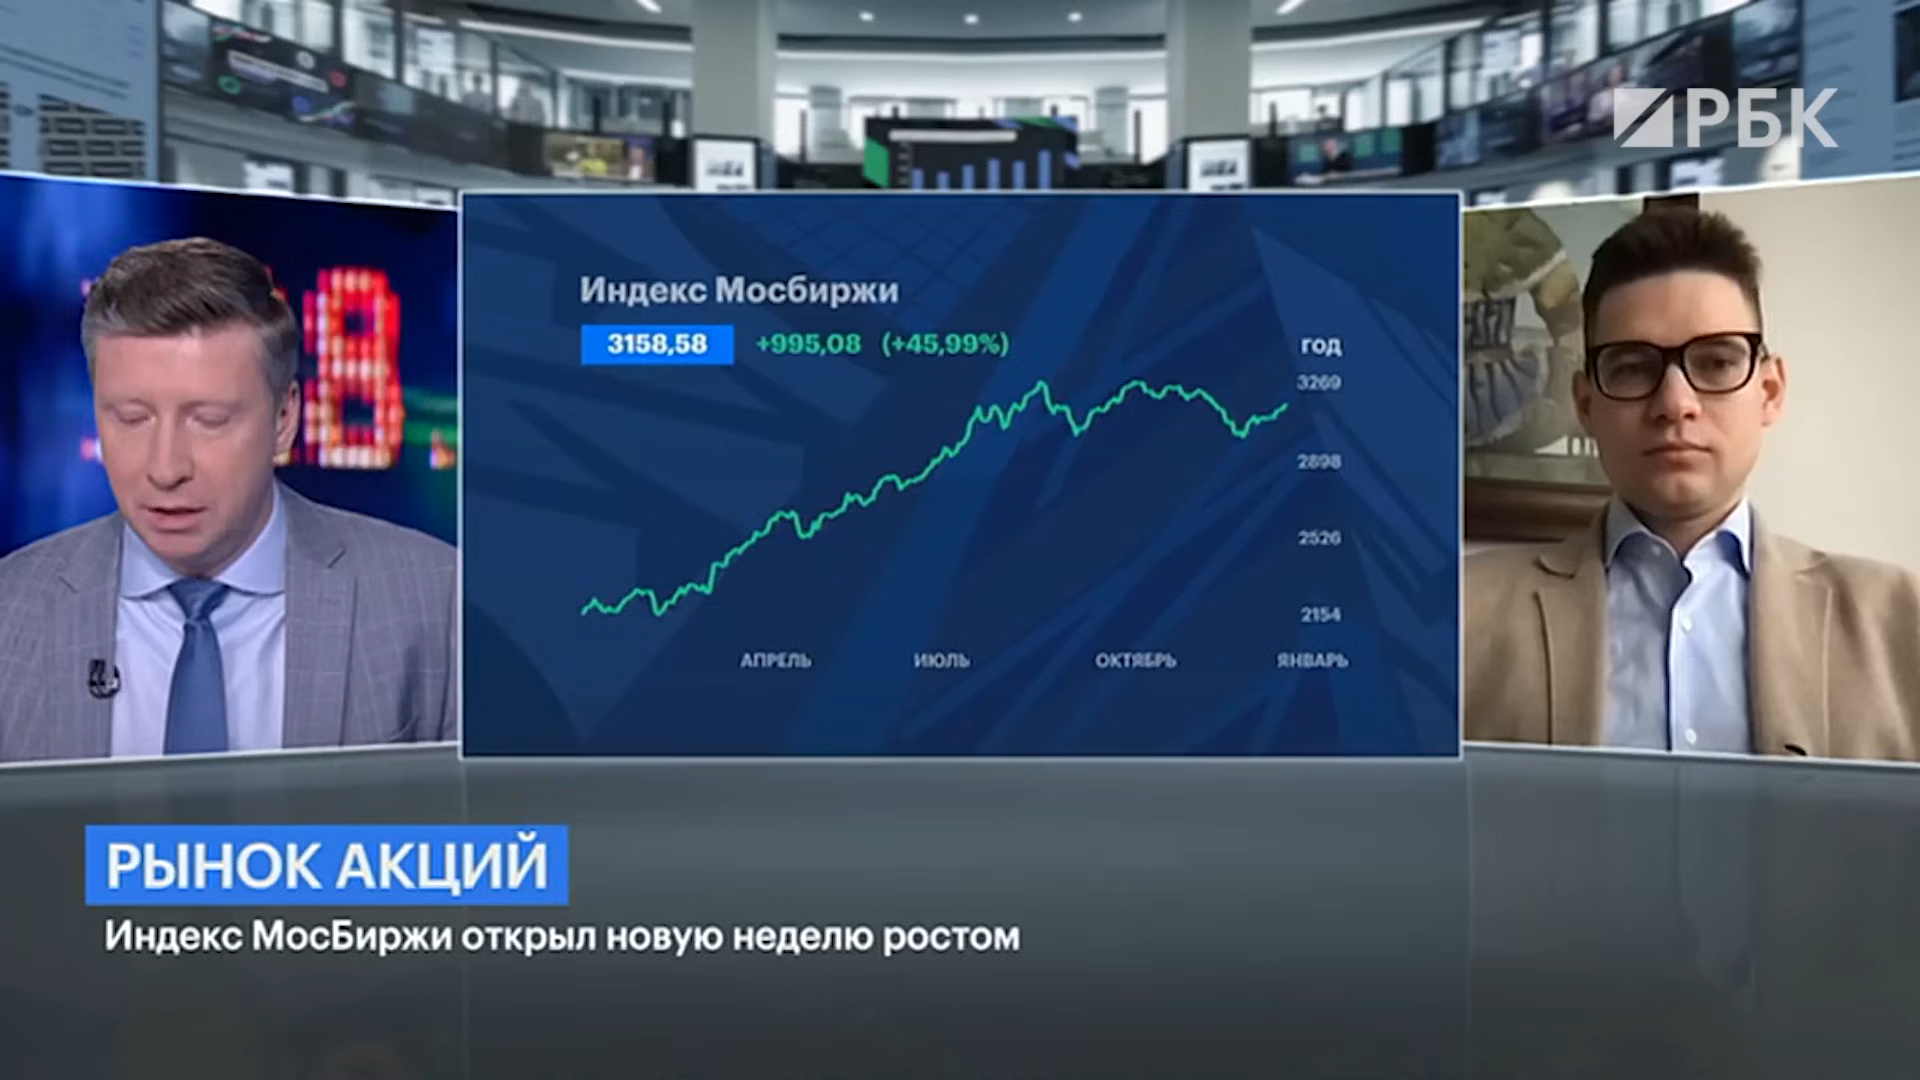 РБК
Индекс Мосбиржи
3158,58 +995,08 (+45,99%)
год
3269
2898
2526
2154
АПРЕЛЬ ИЮЛЬ ОКТЯБРЬ ЯНВАРЬ
8
РЫНОК АКЦИЙ
Индекс МосБиржи открыл новую неделю ростом